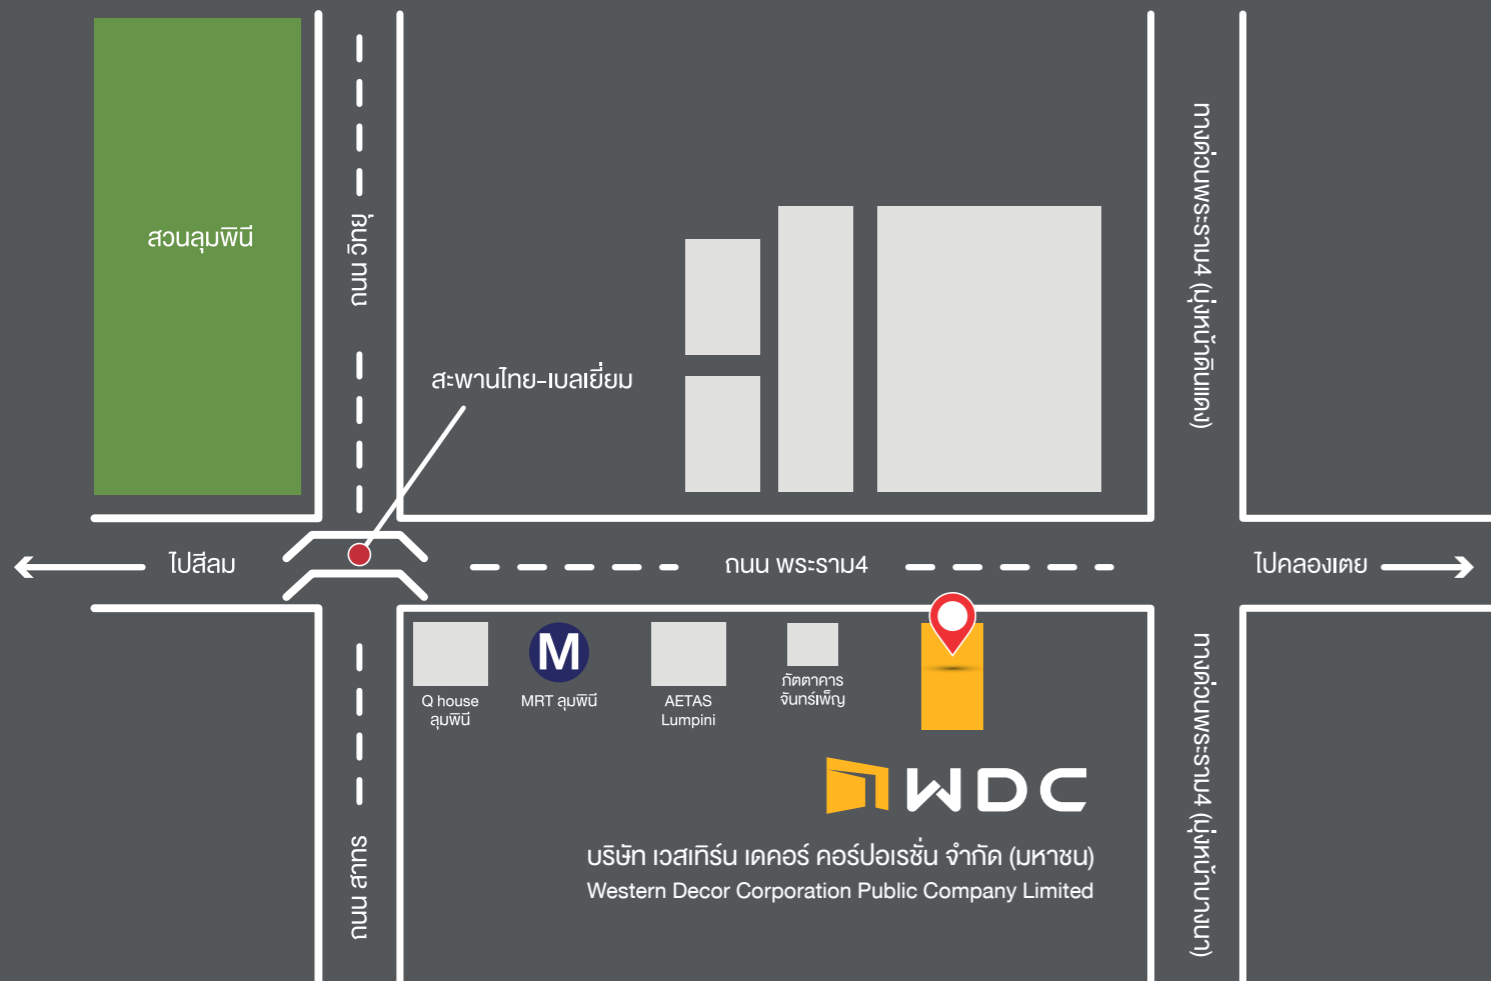 สวนลุมพินี
ถนน วิทยุ
ทางด่วนพระราม4 (มุ่งหน้าดินแดง)
สะพานไทย-เบลเยี่ยม
ไปสีลม
ถนน พระราม4
ไปคลองเตย
Q house
ลุมพินี
M
MRT ลุมพินี
AETAS
Lumpini
ภัตตาคาร
จันทร์เพ็ญ
ถนน สาทร
ทางด่วนพระราม4 (มุ่งหน้าบางนา)
WDC
บริษัท เวสเทิร์น เดคอร์ คอร์ปอเรชั่น จำกัด (มหาชน)
Western Decor Corporation Public Company Limited